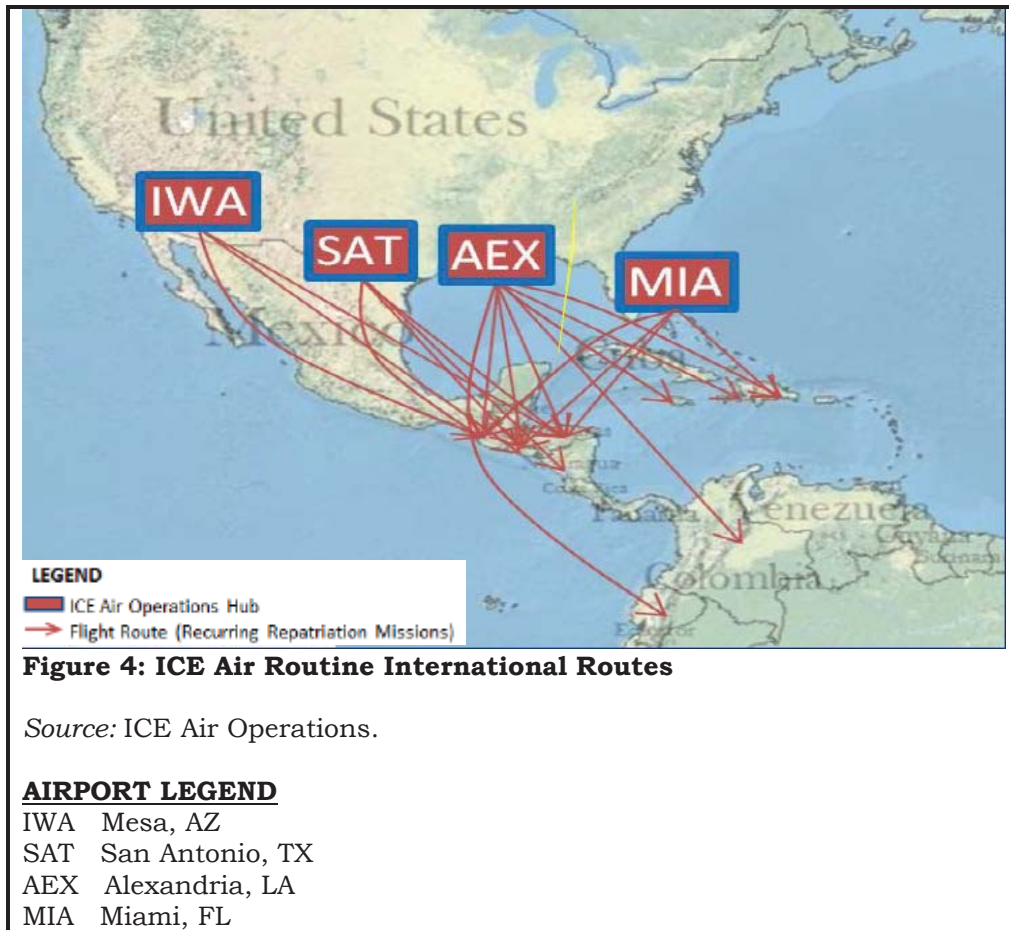 United States
IWA
SAT
AEX
MIA
Mexico
Cuba
Panama
Venezuela
Colombia
LEGEND
ICE Air Operations Hub
Flight Route (Recurring Repatriation Missions)
Figure 4: ICE Air Routine International Routes
Source: ICE Air Operations.
AIRPORT LEGEND
IWA Mesa, AZ
SAT San Antonio, TX
AEX Alexandria, LA
MIA Miami, FL